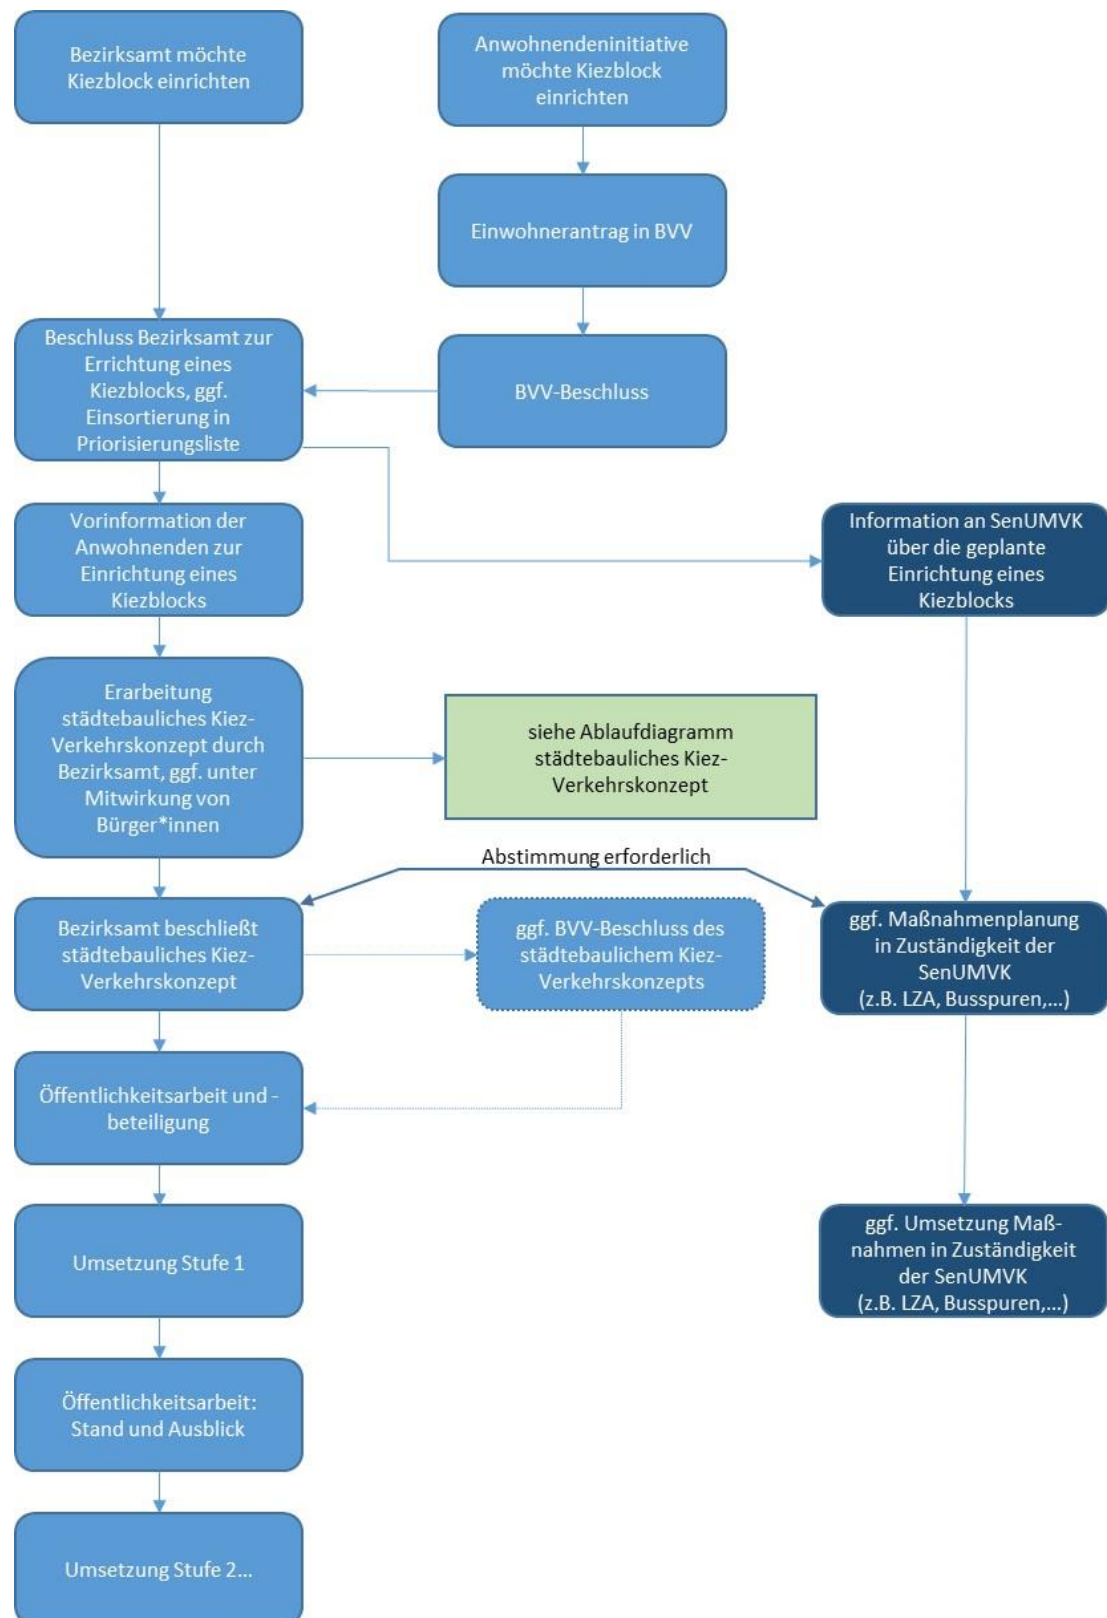 Bezirksamt möchte
Kiezblock einrichten
Anwohnendeninitiative
möchte Kiezblock
einrichten
Einwohnerantrag in BVV
Beschluss Bezirksamt zur
Errichtung eines
Kiezblocks, ggf.
Einsortierung in
Priorisierungsliste
BVV-Beschluss
Vorinformation der
Anwohnenden zur
Einrichtung eines
Kiezblocks
Information an SenUMVK
über die geplante
Einrichtung eines
Kiezblocks
Erarbeitung
städtebauliches Kiez-
Verkehrskonzept durch
Bezirksamt, ggf. unter
Mitwirkung von
Bürger*innen
siehe Ablaufdiagramm
städtebauliches Kiez-
Verkehrskonzept
Abstimmung erforderlich
Bezirksamt beschließt
städtebauliches Kiez-
Verkehrskonzept
ggf. BVV-Beschluss des
städtebaulichem Kiez-
Verkehrskonzepts
ggf. Maßnahmenplanung
in Zuständigkeit der
SenUMVK
(z.B. LZA, Busspuren,...)
Öffentlichkeitsarbeit und -
beteiligung
Umsetzung Stufe 1
ggf. Umsetzung Maß-
nahmen in Zuständigkeit
der SenUMVK
(z.B. LZA, Busspuren,...)
Öffentlichkeitsarbeit:
Stand und Ausblick
Umsetzung Stufe 2...